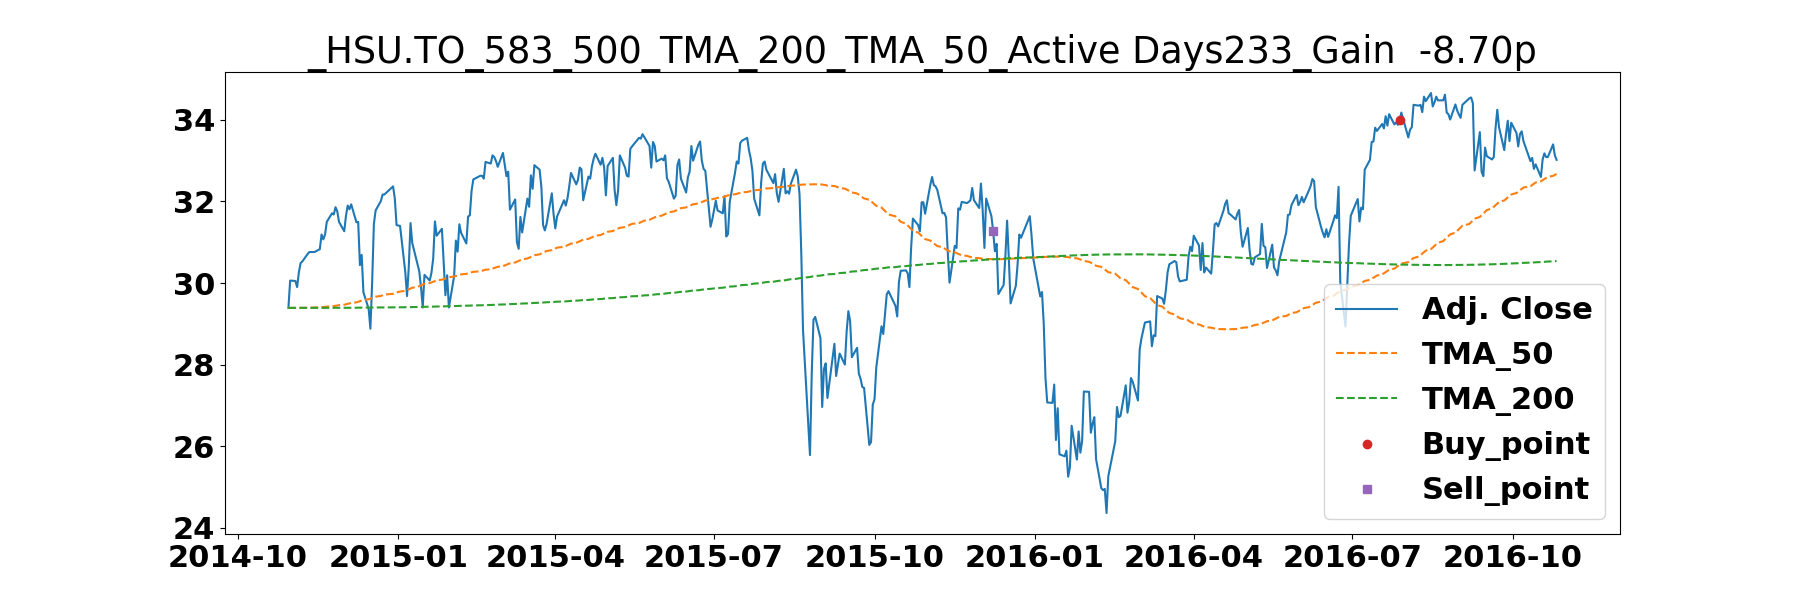 _HSU.TO_583_500_TMA_200_TMA_50_Active Days233_Gain  -8.70p
34
32
30
28
26
24
2014-10 2015-01 2015-04 2015-07 2015-10 2016-01 2016-04 2016-07 2016-10
Adj. Close
TMA_50
TMA_200
Buy_point
Sell_point